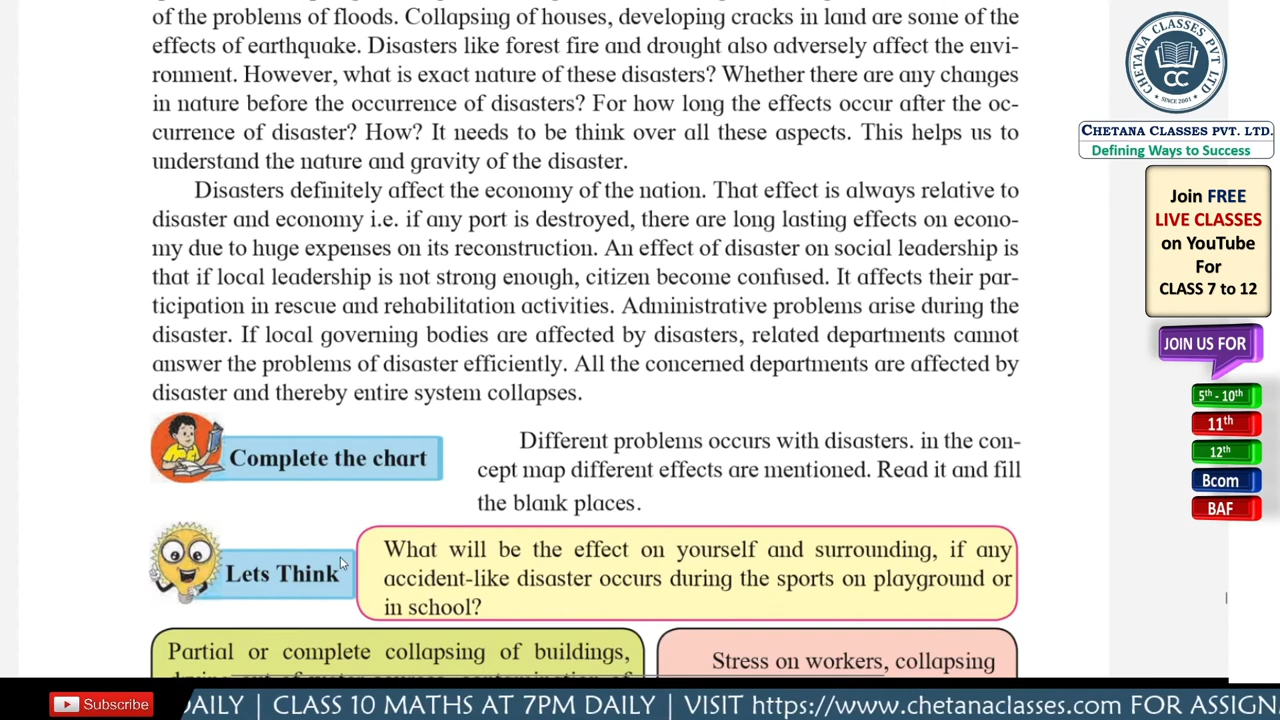 of the problems of floods. Collapsing of houses, developing cracks in land are some of the
effects of earthquake. Disasters like forest fire and drought also adversely affect the envi-
ronment. However, what is exact nature of these disasters? Whether there are any changes
in nature before the occurrence of disasters? For how long the effects occur after the oc-
currence of disaster? How? It needs to be think over all these aspects. This helps us to
understand the nature and gravity of the disaster.
Disasters definitely affect the economy of the nation. That effect is always relative to
disaster and economy i.e. if any port is destroyed, there are long lasting effects on econo-
my due to huge expenses on its reconstruction. An effect of disaster on social leadership is
that if local leadership is not strong enough, citizen become confused. It affects their par-
ticipation in rescue and rehabilitation activities. Administrative problems arise during the
disaster. If local governing bodies are affected by disasters, related departments cannot
answer the problems of disaster efficiently. All the concerned departments are affected by
disaster and thereby entire system collapses.
Complete the chart
Different problems occurs with disasters. in the con-
cept map different effects are mentioned. Read it and fill
the blank places.
Lets Think
What will be the effect on yourself and surrounding, if any
accident-like disaster occurs during the sports on playground or
in school?
Partial or complete collapsing of buildings,
Stress on workers, collapsing
CHETANA CLASSES PVT LTD
CC
SINCE 2001
CHETANA CLASSES PVT. LTD.
Defining Ways to Success
Join FREE
LIVE CLASSES
on YouTube
For
CLASS 7 to 12
JOIN US FOR
5th - 10th
11th
12th
Bcom
BAF
Subscribe
DAILY | CLASS 10 MATHS AT 7PM DAILY | VISIT https://www.chetanaclasses.com FOR ASSIGN